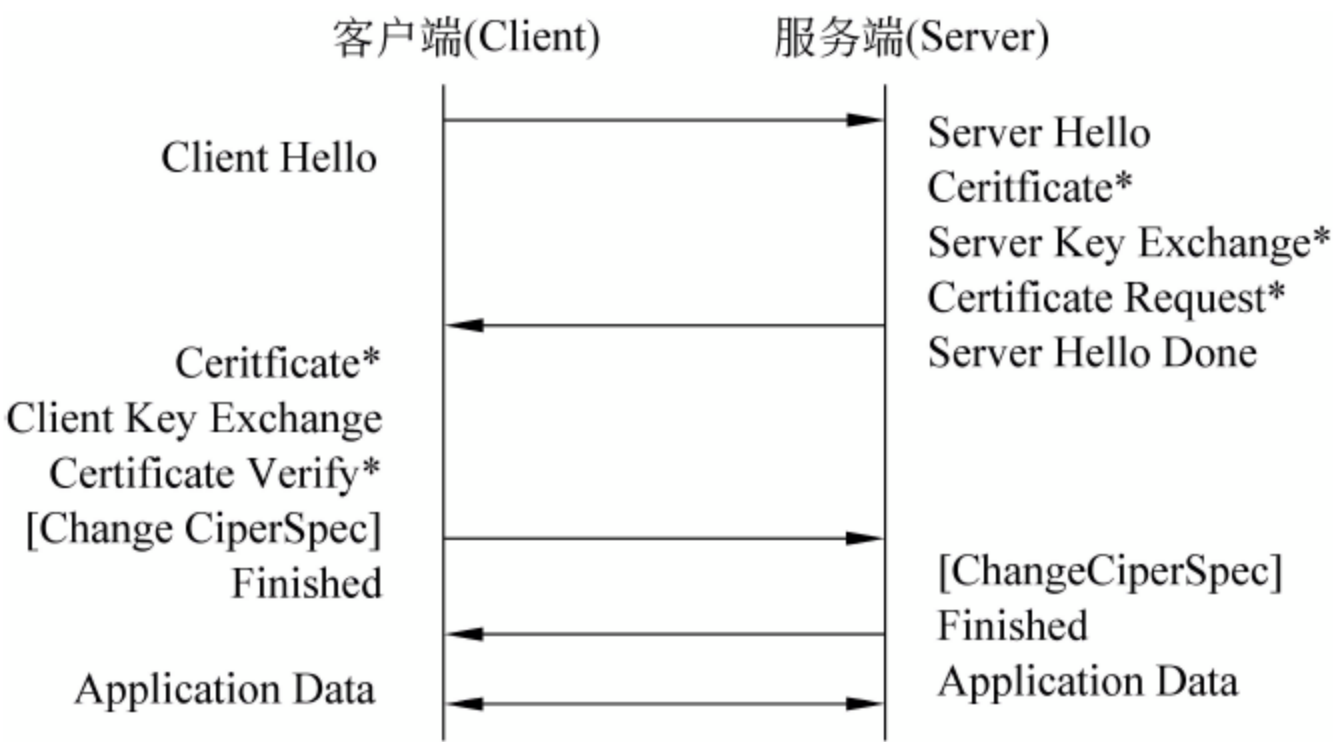 客户端(Client)
服务端(Server)
Client Hello
Server Hello
Ceritficate*
Server Key Exchange*
Certificate Request*
Server Hello Done
Ceritficate*
Client Key Exchange
Certificate Verify*
[Change CiperSpec]
Finished
[ChangeCiperSpec]
Finished
Application Data
Application Data